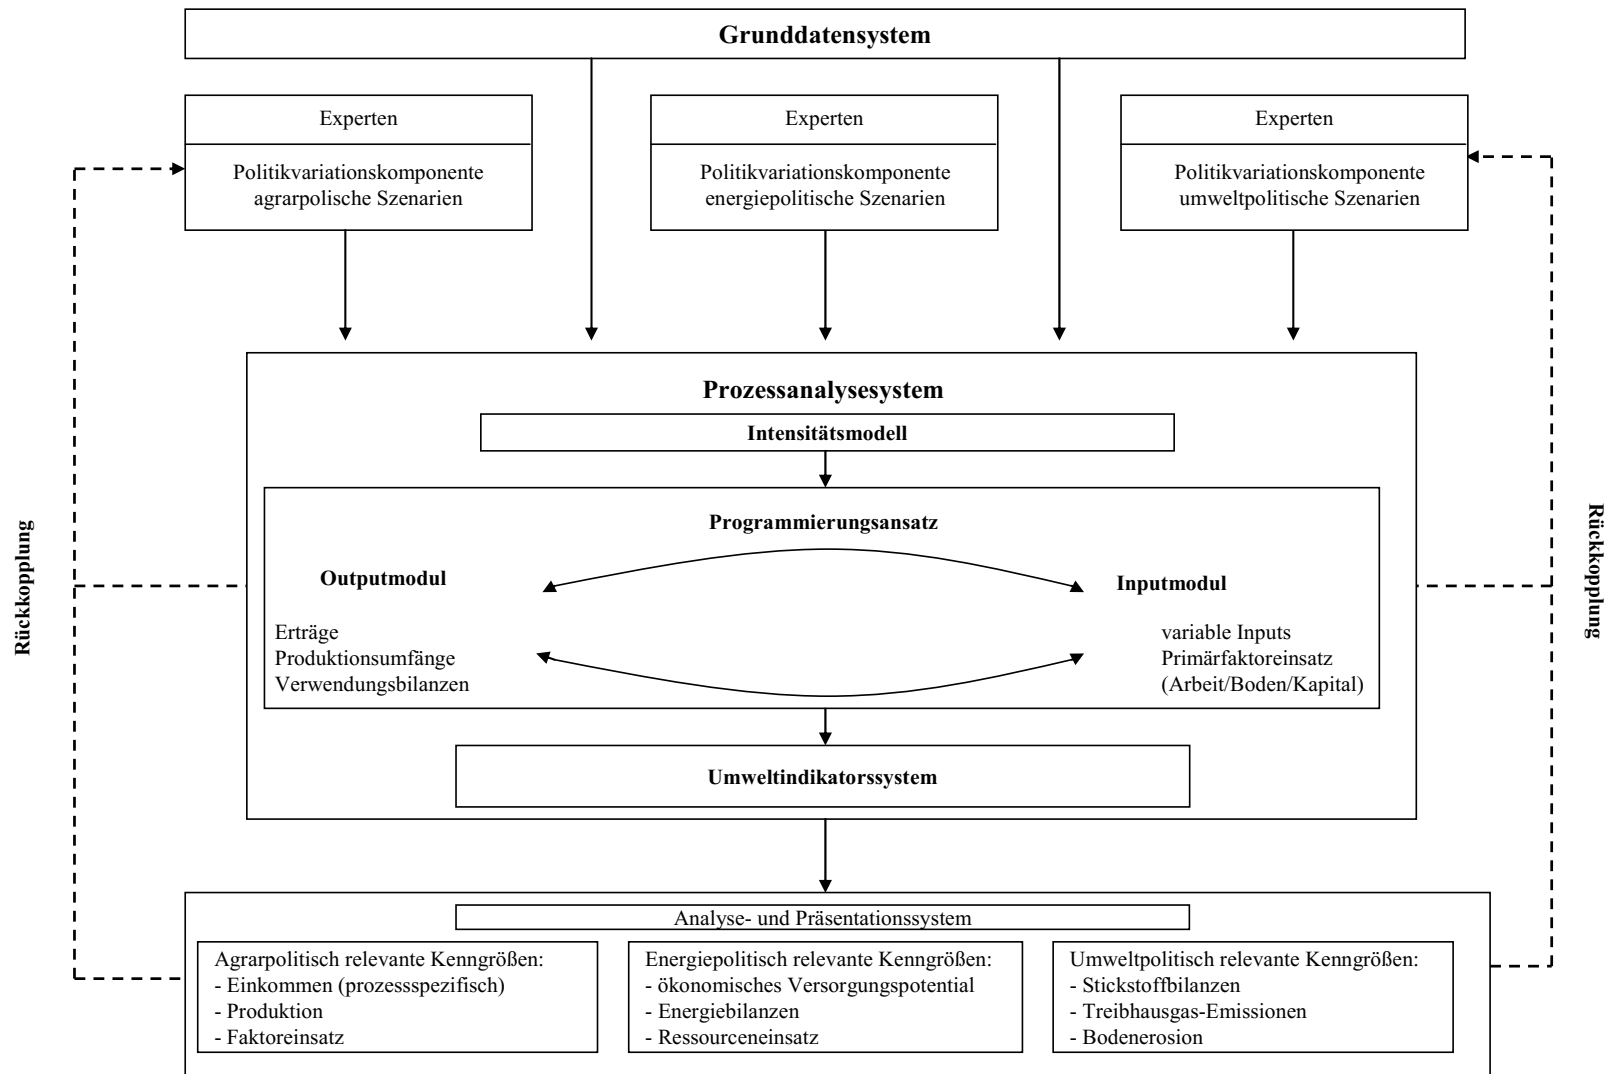 Grunddatensystem
Experten
Politikvariationskomponente
agrarpolische Szenarien
Experten
Politikvariationskomponente
energiepolitische Szenarien
Experten
Politikvariationskomponente
umweltpolitische Szenarien
Rückkopplung
Prozessanalysesystem
Intensitätsmodell
Programmierungsansatz
Outputmodul
Erträge
Produktionsumfänge
Verwendungsbilanzen
Inputmodul
variable Inputs
Primärfaktoreinsatz
(Arbeit/Boden/Kapital)
Umweltindikatorssystem
Rückkopplung
Analyse- und Präsentationssystem
Agrarpolitisch relevante Kenngrößen:
- Einkommen (prozessspezifisch)
- Produktion
- Faktoreinsatz
Energiepolitisch relevante Kenngrößen:
- ökonomisches Versorgungspotential
- Energiebilanzen
- Ressourceneinsatz
Umweltpolitisch relevante Kenngrößen:
- Stickstoffbilanzen
- Treibhausgas-Emissionen
- Bodenerosion